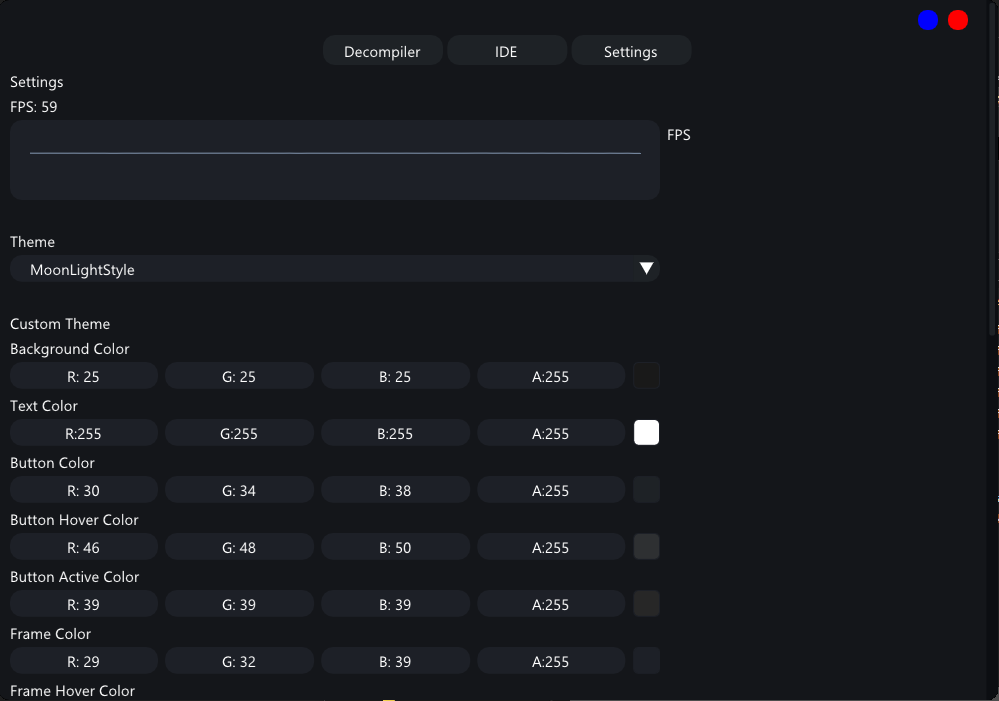 Decompiler IDE Settings
Settings
FPS: 59
FPS
Theme
MoonLightStyle
Custom Theme
Background Color
R: 25 G: 25 B: 25 A:255
Text Color
R:255 G:255 B:255 A:255
Button Color
R: 30 G: 34 B: 38 A:255
Button Hover Color
R: 46 G: 48 B: 50 A:255
Button Active Color
R: 39 G: 39 B: 39 A:255
Frame Color
R: 29 G: 32 B: 39 A:255
Frame Hover Color